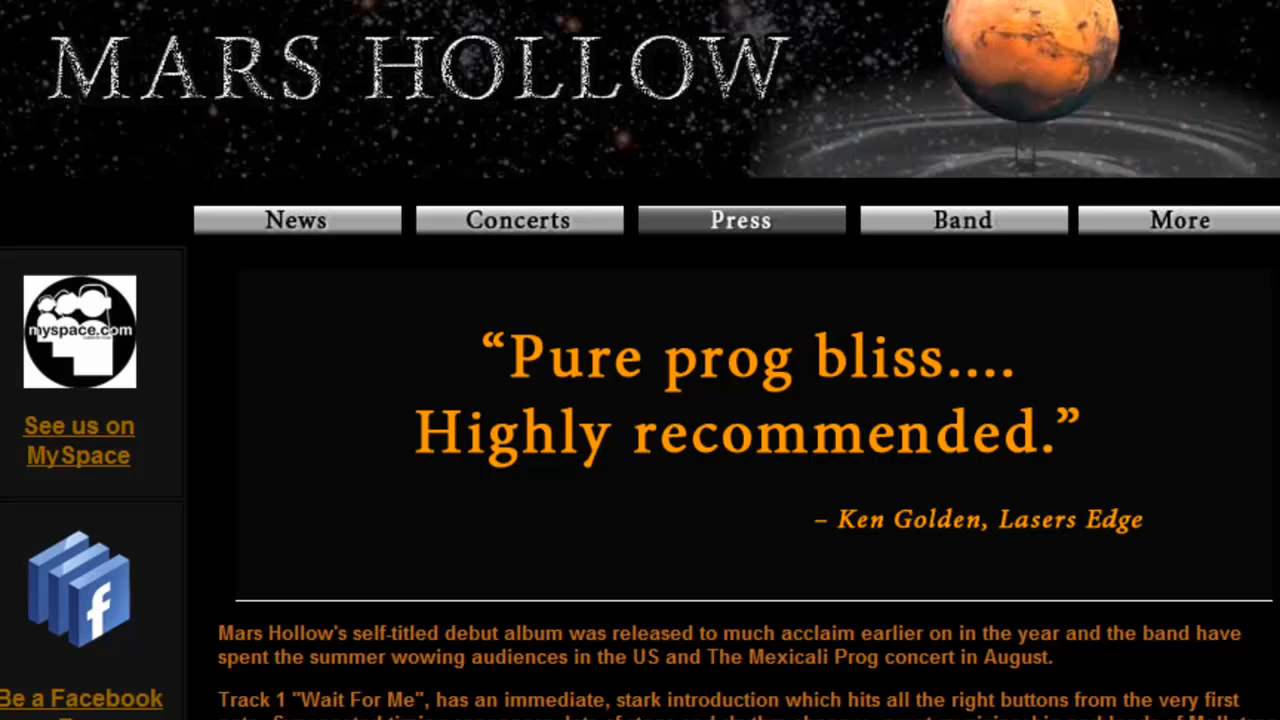 MARS HOLLOW
News Concerts Press Band More
myspace.com
See us on
MySpace
“Pure prog bliss....
Highly recommended.”
– Ken Golden, Lasers Edge
f
Be a Facebook
Mars Hollow's self-titled debut album was released to much acclaim earlier on in the year and the band have
spent the summer wowing audiences in the US and The Mexicali Prog concert in August.
Track 1 "Wait For Me", has an immediate, stark introduction which hits all the right buttons from the very first